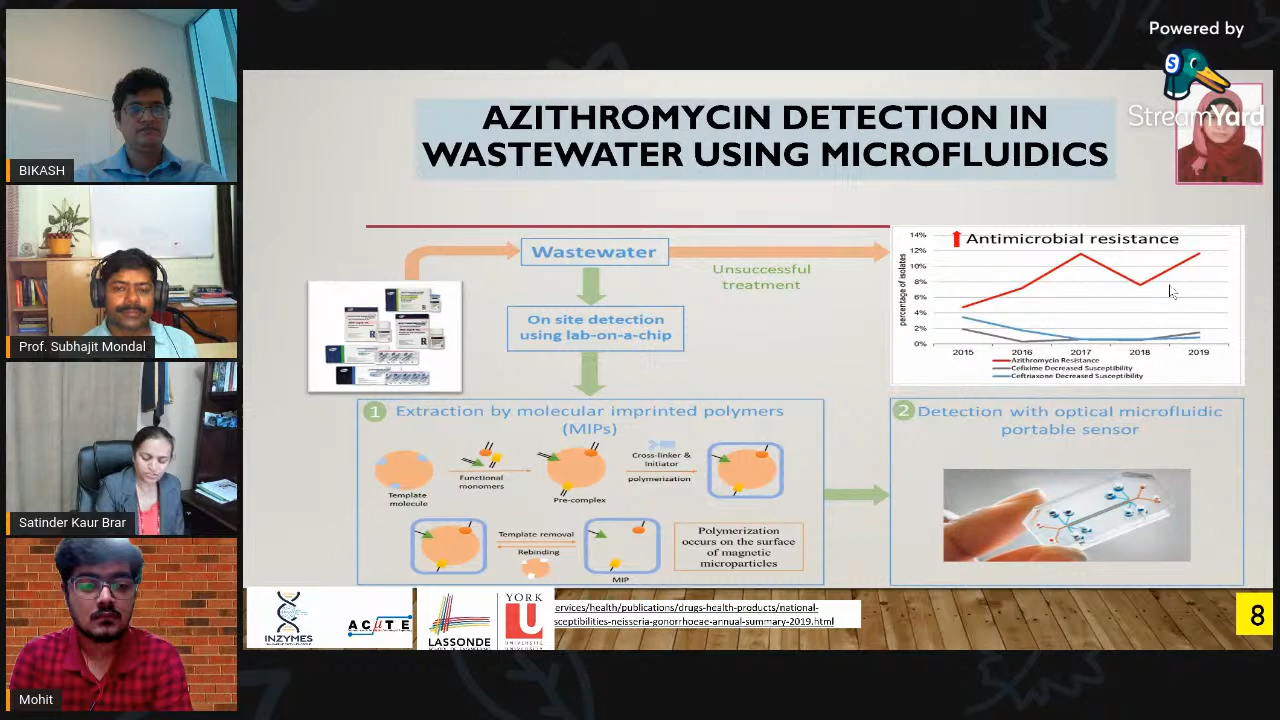 Powered by
StreamYard
BIKASH
Prof. Subhajit Mondal
Satinder Kaur Brar
Mohit
AZITHROMYCIN DETECTION IN
WASTEWATER USING MICROFLUIDICS
Wastewater
Unsuccessful
treatment
On site detection
using lab-on-a-chip
Antimicrobial resistance
percentage of isolates
14%
12%
10%
8%
6%
4%
2%
0%
2015 2016 2017 2018 2019
Azithromycin Resistance
Cefixime Decreased Susceptibility
Ceftriaxone Decreased Susceptibility
1 Extraction by molecular imprinted polymers
(MIPs)
Template
molecule
Functional
monomers
Pre-complex
Cross-linker &
Initiator
polymerization
Template removal
Rebinding
MIP
Polymerization
occurs on the surface
of magnetic
microparticles
2 Detection with optical microfluidic
portable sensor
INZYMES
LASSONDE
YORK
U
ervices/health/publications/drugs-health-products/national-
sceptibilities-neisseria-gonorrhoeae-annual-summary-2019.html
8